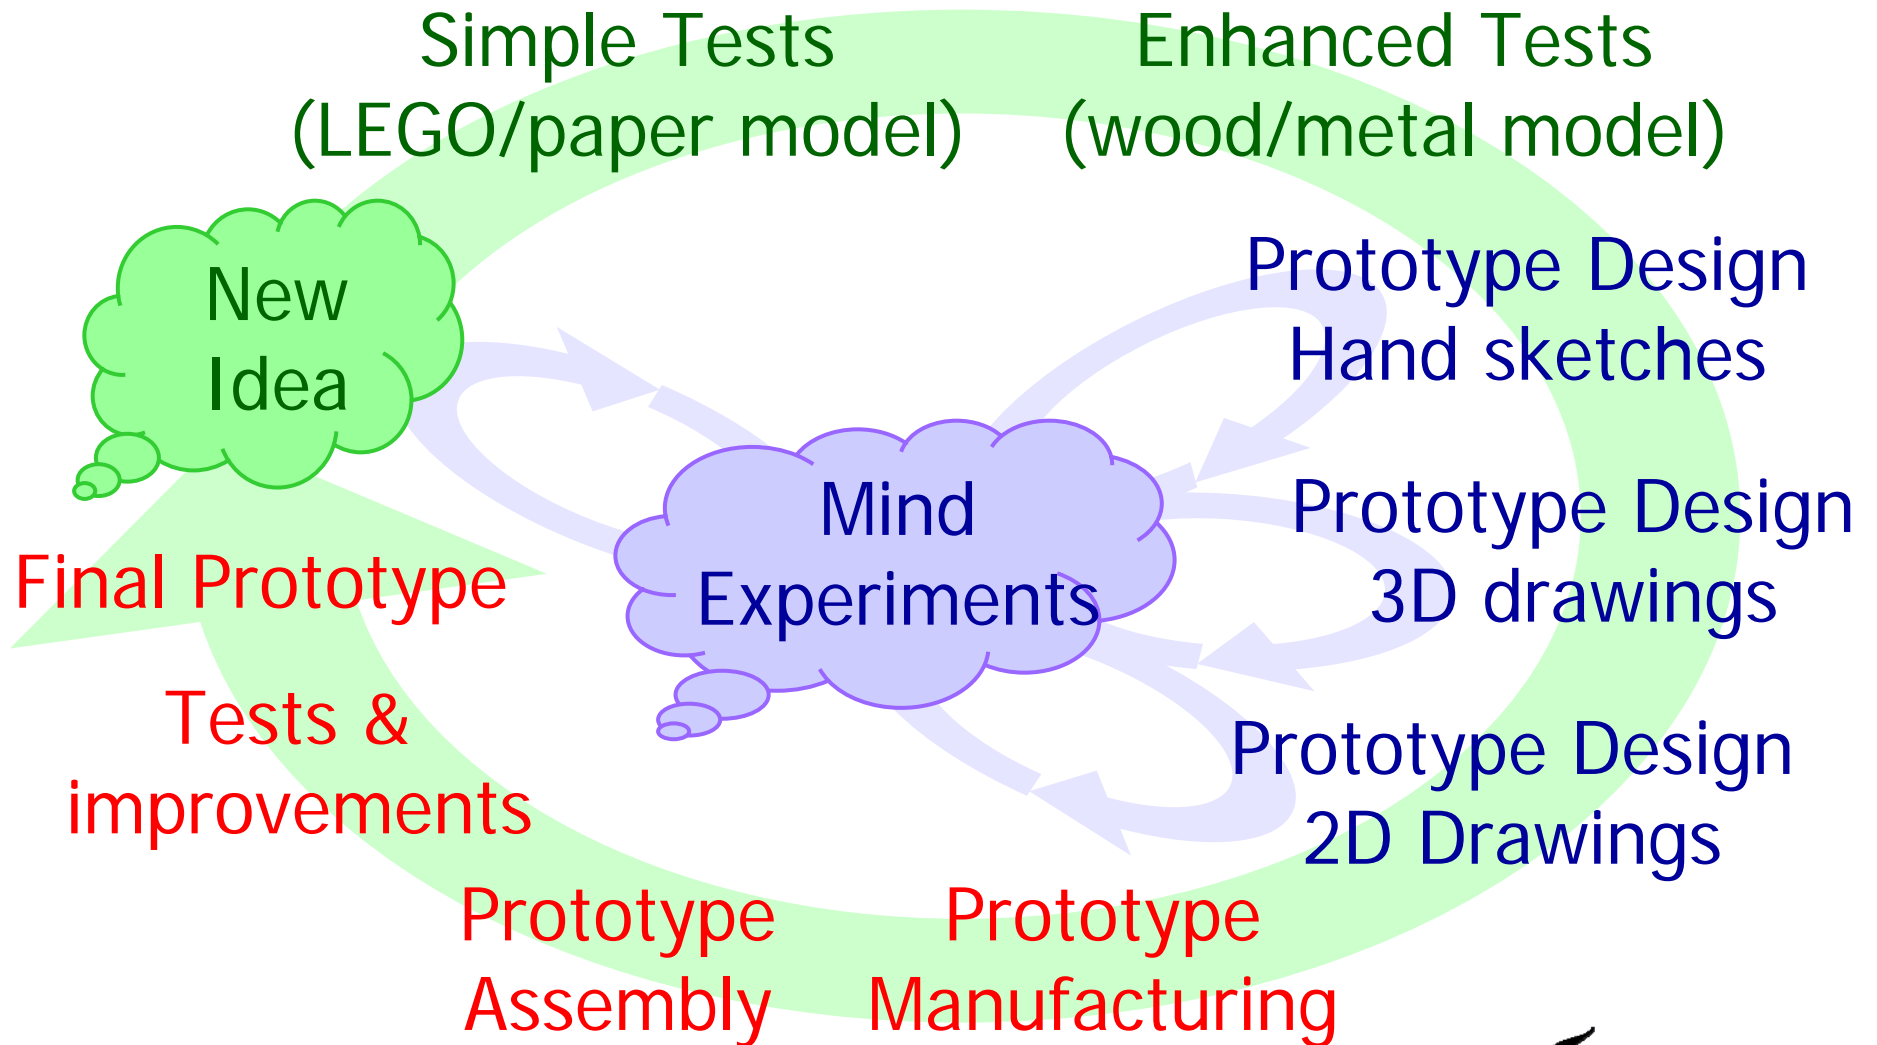 Simple Tests
(LEGO/paper model)
Enhanced Tests
(wood/metal model)
New
Idea
Prototype Design
Hand sketches
Mind
Experiments
Prototype Design
3D drawings
Final Prototype
Tests &
improvements
Prototype Design
2D Drawings
Prototype
Assembly
Prototype
Manufacturing